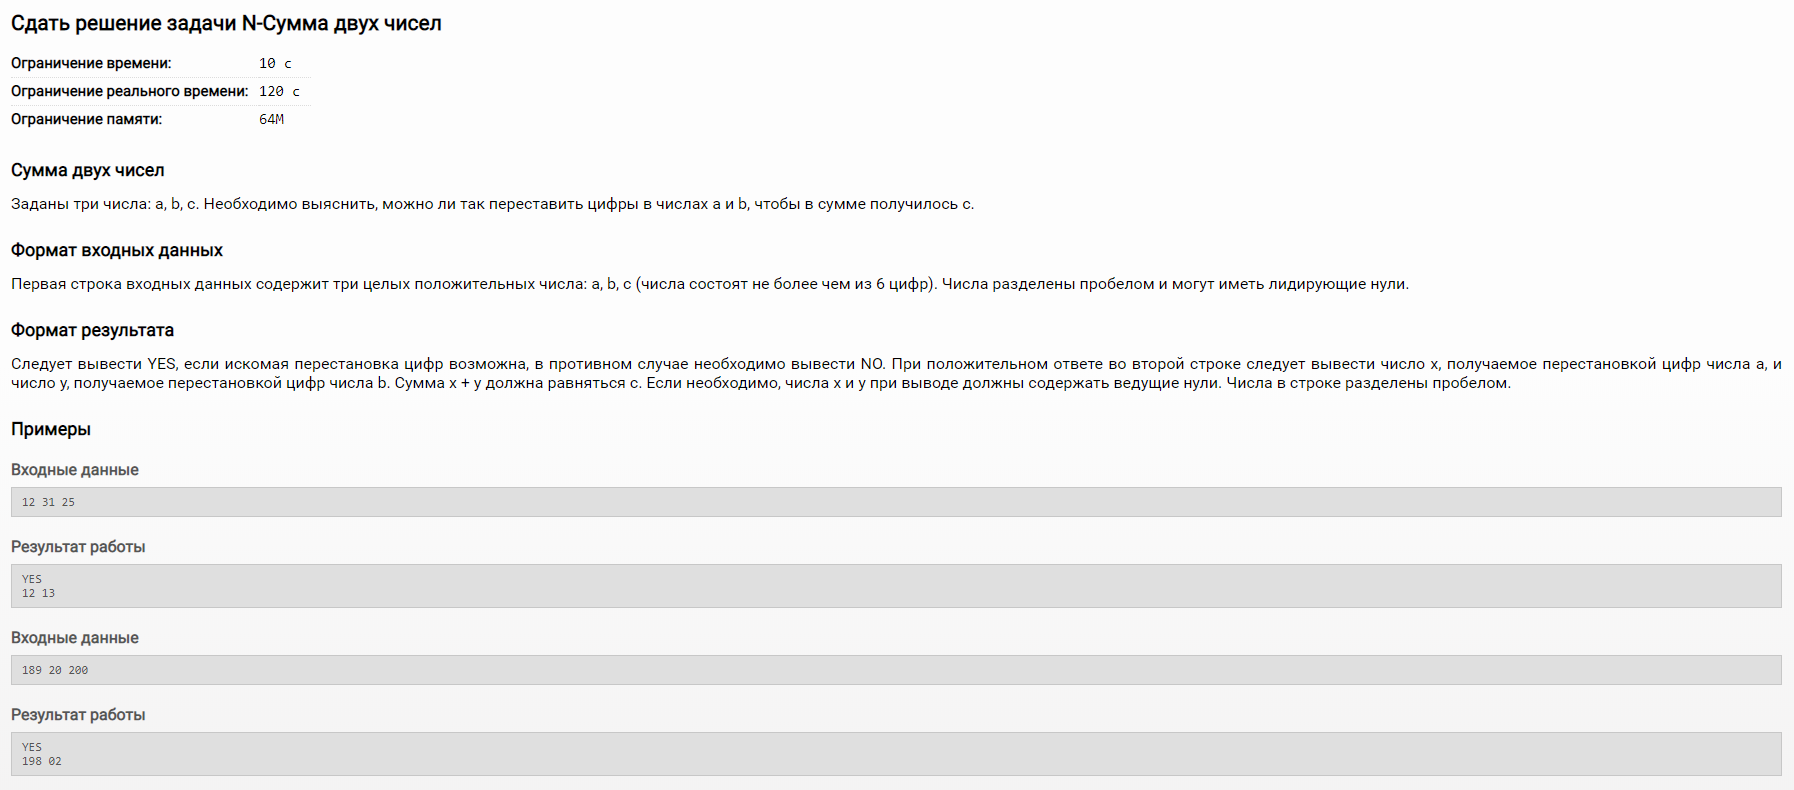 Сдать решение задачи N-Сумма двух чисел
Ограничение времени: 10 с
Ограничение реального времени: 120 с
Ограничение памяти: 64M
Сумма двух чисел
Заданы три числа: a, b, c. Необходимо выяснить, можно ли так переставить цифры в числах a и b, чтобы в сумме получилось c.
Формат входных данных
Первая строка входных данных содержит три целых положительных числа: a, b, c (числа состоят не более чем из 6 цифр). Числа разделены пробелом и могут иметь лидирующие нули.
Формат результата
Следует вывести YES, если искомая перестановка цифр возможна, в противном случае необходимо вывести NO. При положительном ответе во второй строке следует вывести число x, получаемое перестановкой цифр числа a, и
число y, получаемое перестановкой цифр числа b. Сумма x + y должна равняться c. Если необходимо, числа x и y при выводе должны содержать ведущие нули. Числа в строке разделены пробелом.
Примеры
Входные данные
12 31 25
Результат работы
YES
12 13
Входные данные
189 20 200
Результат работы
YES
198 02